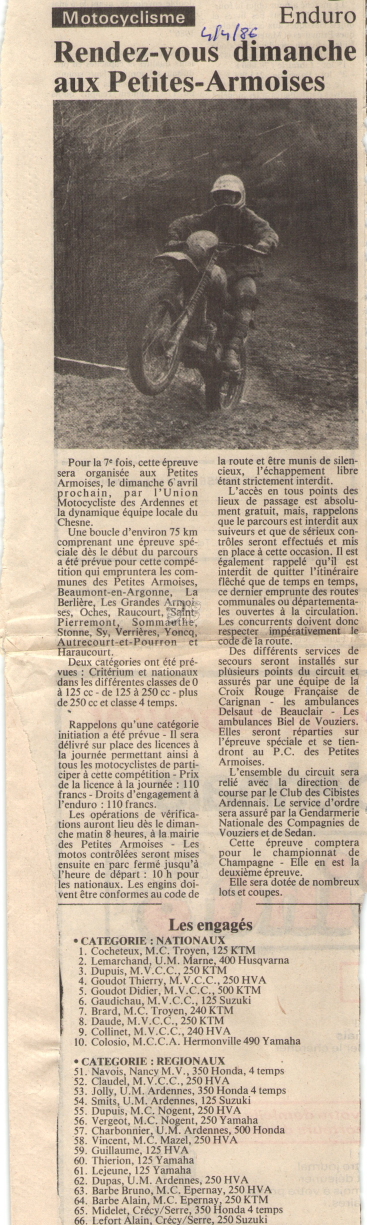 Motocyclisme
Enduro
4/4/86
Rendez-vous dimanche
aux Petites-Armoises
Pour la 7e fois, cette épreuve
sera organisée aux Petites
Armoises, le dimanche 6 avril
prochain, par l'Union
Motocycliste des Ardennes et
la dynamique équipe locale du
Chesne.
Une boucle d'environ 75 km
comprenant une épreuve spé-
ciale dès le début du parcours
a été prévue pour cette compé-
tition qui empruntera les com-
munes des Petites Armoises,
Beaumont-en-Argonne, La
Berlière, Les Grandes Armoi-
ses, Oches, Raucourt, Saint-
Pierremont, Sommauthe,
Stonne, Sy, Verrières, Yoncq,
Autrecourt-et-Pourron et
Haraucourt.
Deux catégories ont été pré-
vues : Critérium et nationaux
dans les différentes classes de 0
à 125 cc - de 125 à 250 cc - plus
de 250 cc et classe 4 temps.
Rappelons qu'une catégorie
initiation a été prévue - Il sera
délivré sur place des licences à
la journée permettant ainsi à
tous les motocyclistes de parti-
ciper à cette compétition - Prix
de la licence à la journée : 110
francs - Droits d'engagement à
l'enduro : 110 francs.
Les opérations de vérifica-
tions auront lieu dès le diman-
che matin 8 heures, à la mairie
des Petites Armoises - Les
motos contrôlées seront mises
ensuite en parc fermé jusqu'à
l'heure de départ : 10 h pour
les nationaux. Les engins doi-
vent être conformes au code de
la route et être munis de silen-
cieux, l'échappement libre
étant strictement interdit.
L'accès en tous points des
lieux de passage est absolu-
ment gratuit, mais, rappelons
que le parcours est interdit aux
suiveurs et que de sérieux con-
trôles seront effectués et mis
en place à cette occasion. Il est
également rappelé qu'il est
interdit de quitter l'itinéraire
flêché que de temps en temps,
ce dernier emprunte des routes
communales ou départementa-
les ouvertes à la circulation.
Les concurrents doivent donc
respecter impérativement le
code de la route.
Des différents services de
secours seront installés sur
plusieurs points du circuit et
assurés par une équipe de la
Croix Rouge Française de
Carignan - les ambulances
Delsaut de Beauclair - Les
ambulances Biel de Vouziers.
Elles seront réparties sur
l'épreuve spéciale et se tien-
dront au P.C. des Petites
Armoises.
L'ensemble du circuit sera
relié avec la direction de
course par le Club des Cibistes
Ardennais. Le service d'ordre
sera assuré par la Gendarmerie
Nationale des Compagnies de
Vouziers et de Sedan.
Cette épreuve comptera
pour le championnat de
Champagne - Elle en est la
deuxième épreuve.
Elle sera dotée de nombreux
lots et coupes.
Les engagés
• CATEGORIE : NATIONAUX
1. Cocheteux, M.C. Troyen, 125 KTM
2. Lemarchand, U.M. Marne, 400 Husqvarna
3. Dupuis, M.V.C.C., 250 KTM
4. Goudot Thierry, M.V.C.C., 250 HVA
5. Goudot Didier, M.V.C.C., 500 KTM
6. Gaudichau, M.V.C.C., 125 Suzuki
7. Brard, M.C. Troyen, 240 KTM
8. Daude, M.V.C.C., 250 KTM
9. Collinet, M.V.C.C., 240 HVA
10. Colosio, M.C.C.A. Hermonville 490 Yamaha
• CATEGORIE : REGIONAUX
51. Navois, Nancy M.V., 350 Honda, 4 temps
52. Claudel, M.V.C.C., 250 HVA
53. Jolly, U.M. Ardennes, 350 Honda 4 temps
54. Smits, U.M. Ardennes, 125 Suzuki
55. Dupuis, M.C. Nogent, 250 HVA
56. Vergeot, M.C. Nogent, 250 Yamaha
57. Charbonnier, U.M. Ardennes, 500 Honda
58. Vincent, M.C. Mazel, 250 HVA
59. Guillaume, 125 HVA
60. Thierion, 125 Yamaha
61. Lejeune, 125 Yamaha
62. Dupas, U.M. Ardennes, 250 HVA
63. Barbe Bruno, M.C. Epernay, 250 HVA
64. Barbe Alain, M.C. Epernay, 250 KTM
65. Midelet, Crécy/Serre, 350 Honda 4 temps
66. Lefort Alain, Crécy/Serre, 250 Suzuki